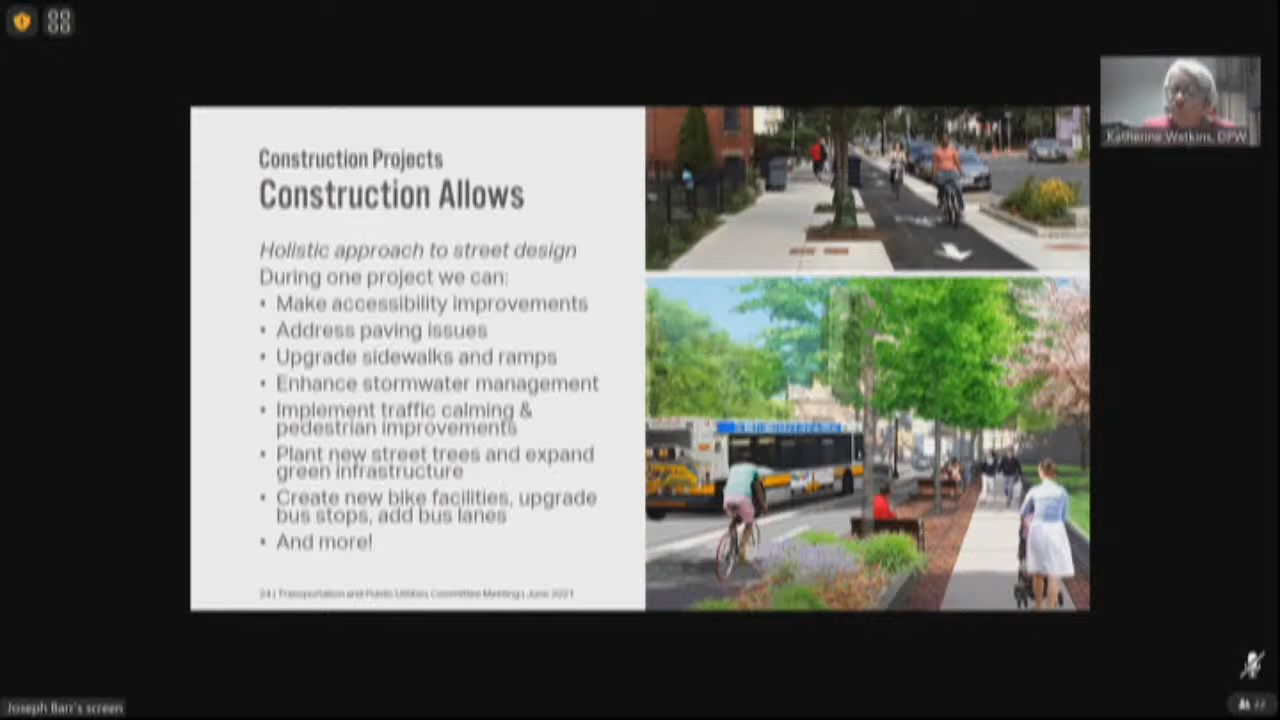 Construction Projects
Construction Allows
Holistic approach to street design
During one project we can:
• Make accessibility improvements
• Address paving issues
• Upgrade sidewalks and ramps
• Enhance stormwater management
• Implement traffic calming &
pedestrian improvements
• Plant new street trees and expand
green infrastructure
• Create new bike facilities, upgrade
bus stops, add bus lanes
• And more!
24 | Transportation and Public Utilities Committee Meeting | June 2021
Katherine Watkins, DPW
Joseph Barr's screen